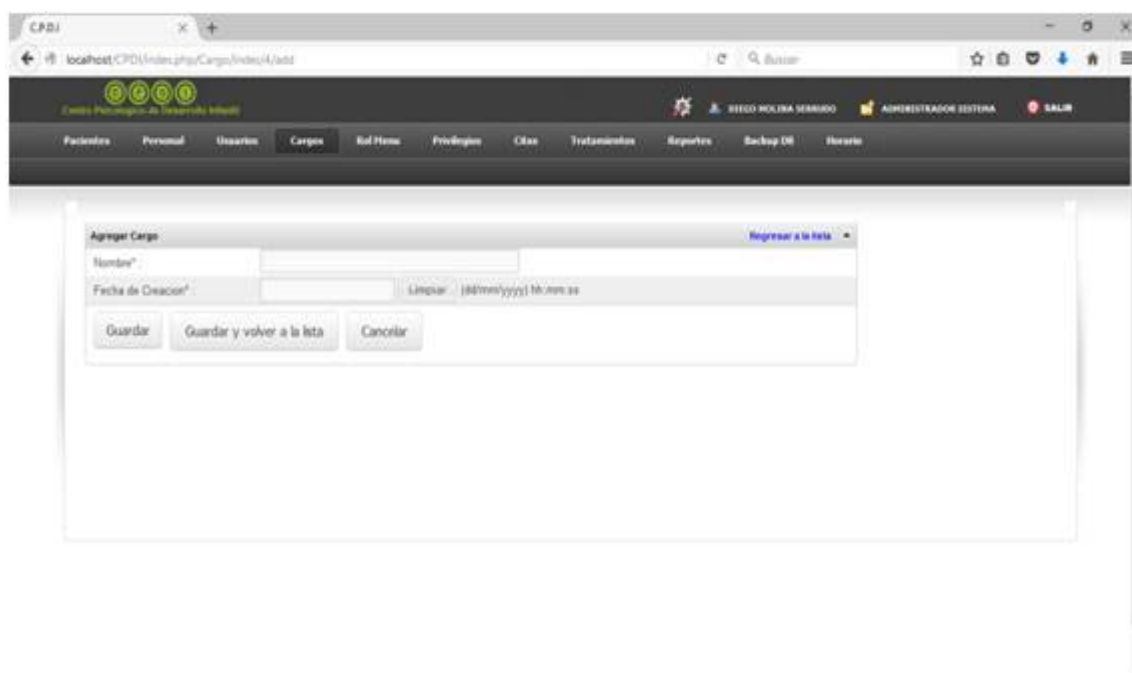 CPDI
localhost/CPDI/index.php/Cargo/index/4/add
Buscar
Centro Psicologico de Desarrollo Infantil
DIEGO MOLINA SERRUDO ADMINISTRADOR SISTEMA SALIR
Pacientes Personal Usuarios Cargos Rol Menu Privilegios Citas Tratamientos Reportes Backup DB Horario
Agregar Cargo Regresar a la lista
Nombre* :
Fecha de Creacion* : Limpiar (dd/mm/yyyy) hh:mm:ss
Guardar Guardar y volver a la lista Cancelar